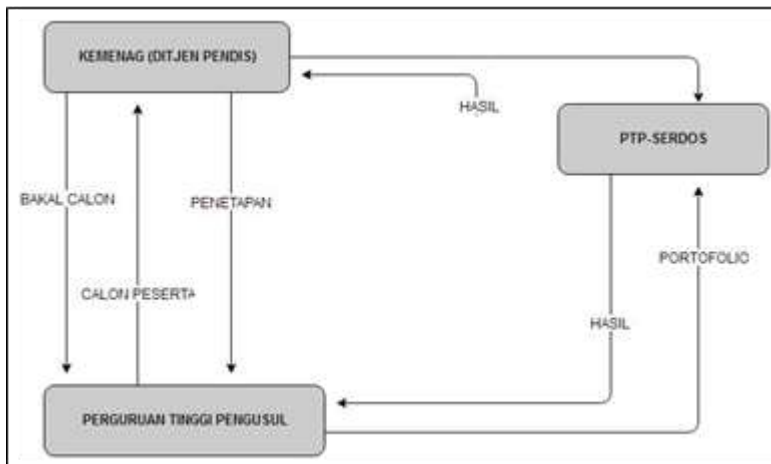 KEMENAG (DITJEN PENDIS)
HASIL
PTP-SERDOS
BAKAL CALON
PENETAPAN
PORTOFOLIO
CALON PESERTA
HASIL
PERGURUAN TINGGI PENGUSUL